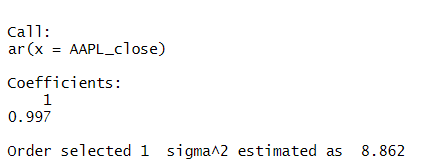 Call:
ar(x = AAPL_close)
Coefficients:
1
0.997
Order selected 1  sigma^2 estimated as  8.862